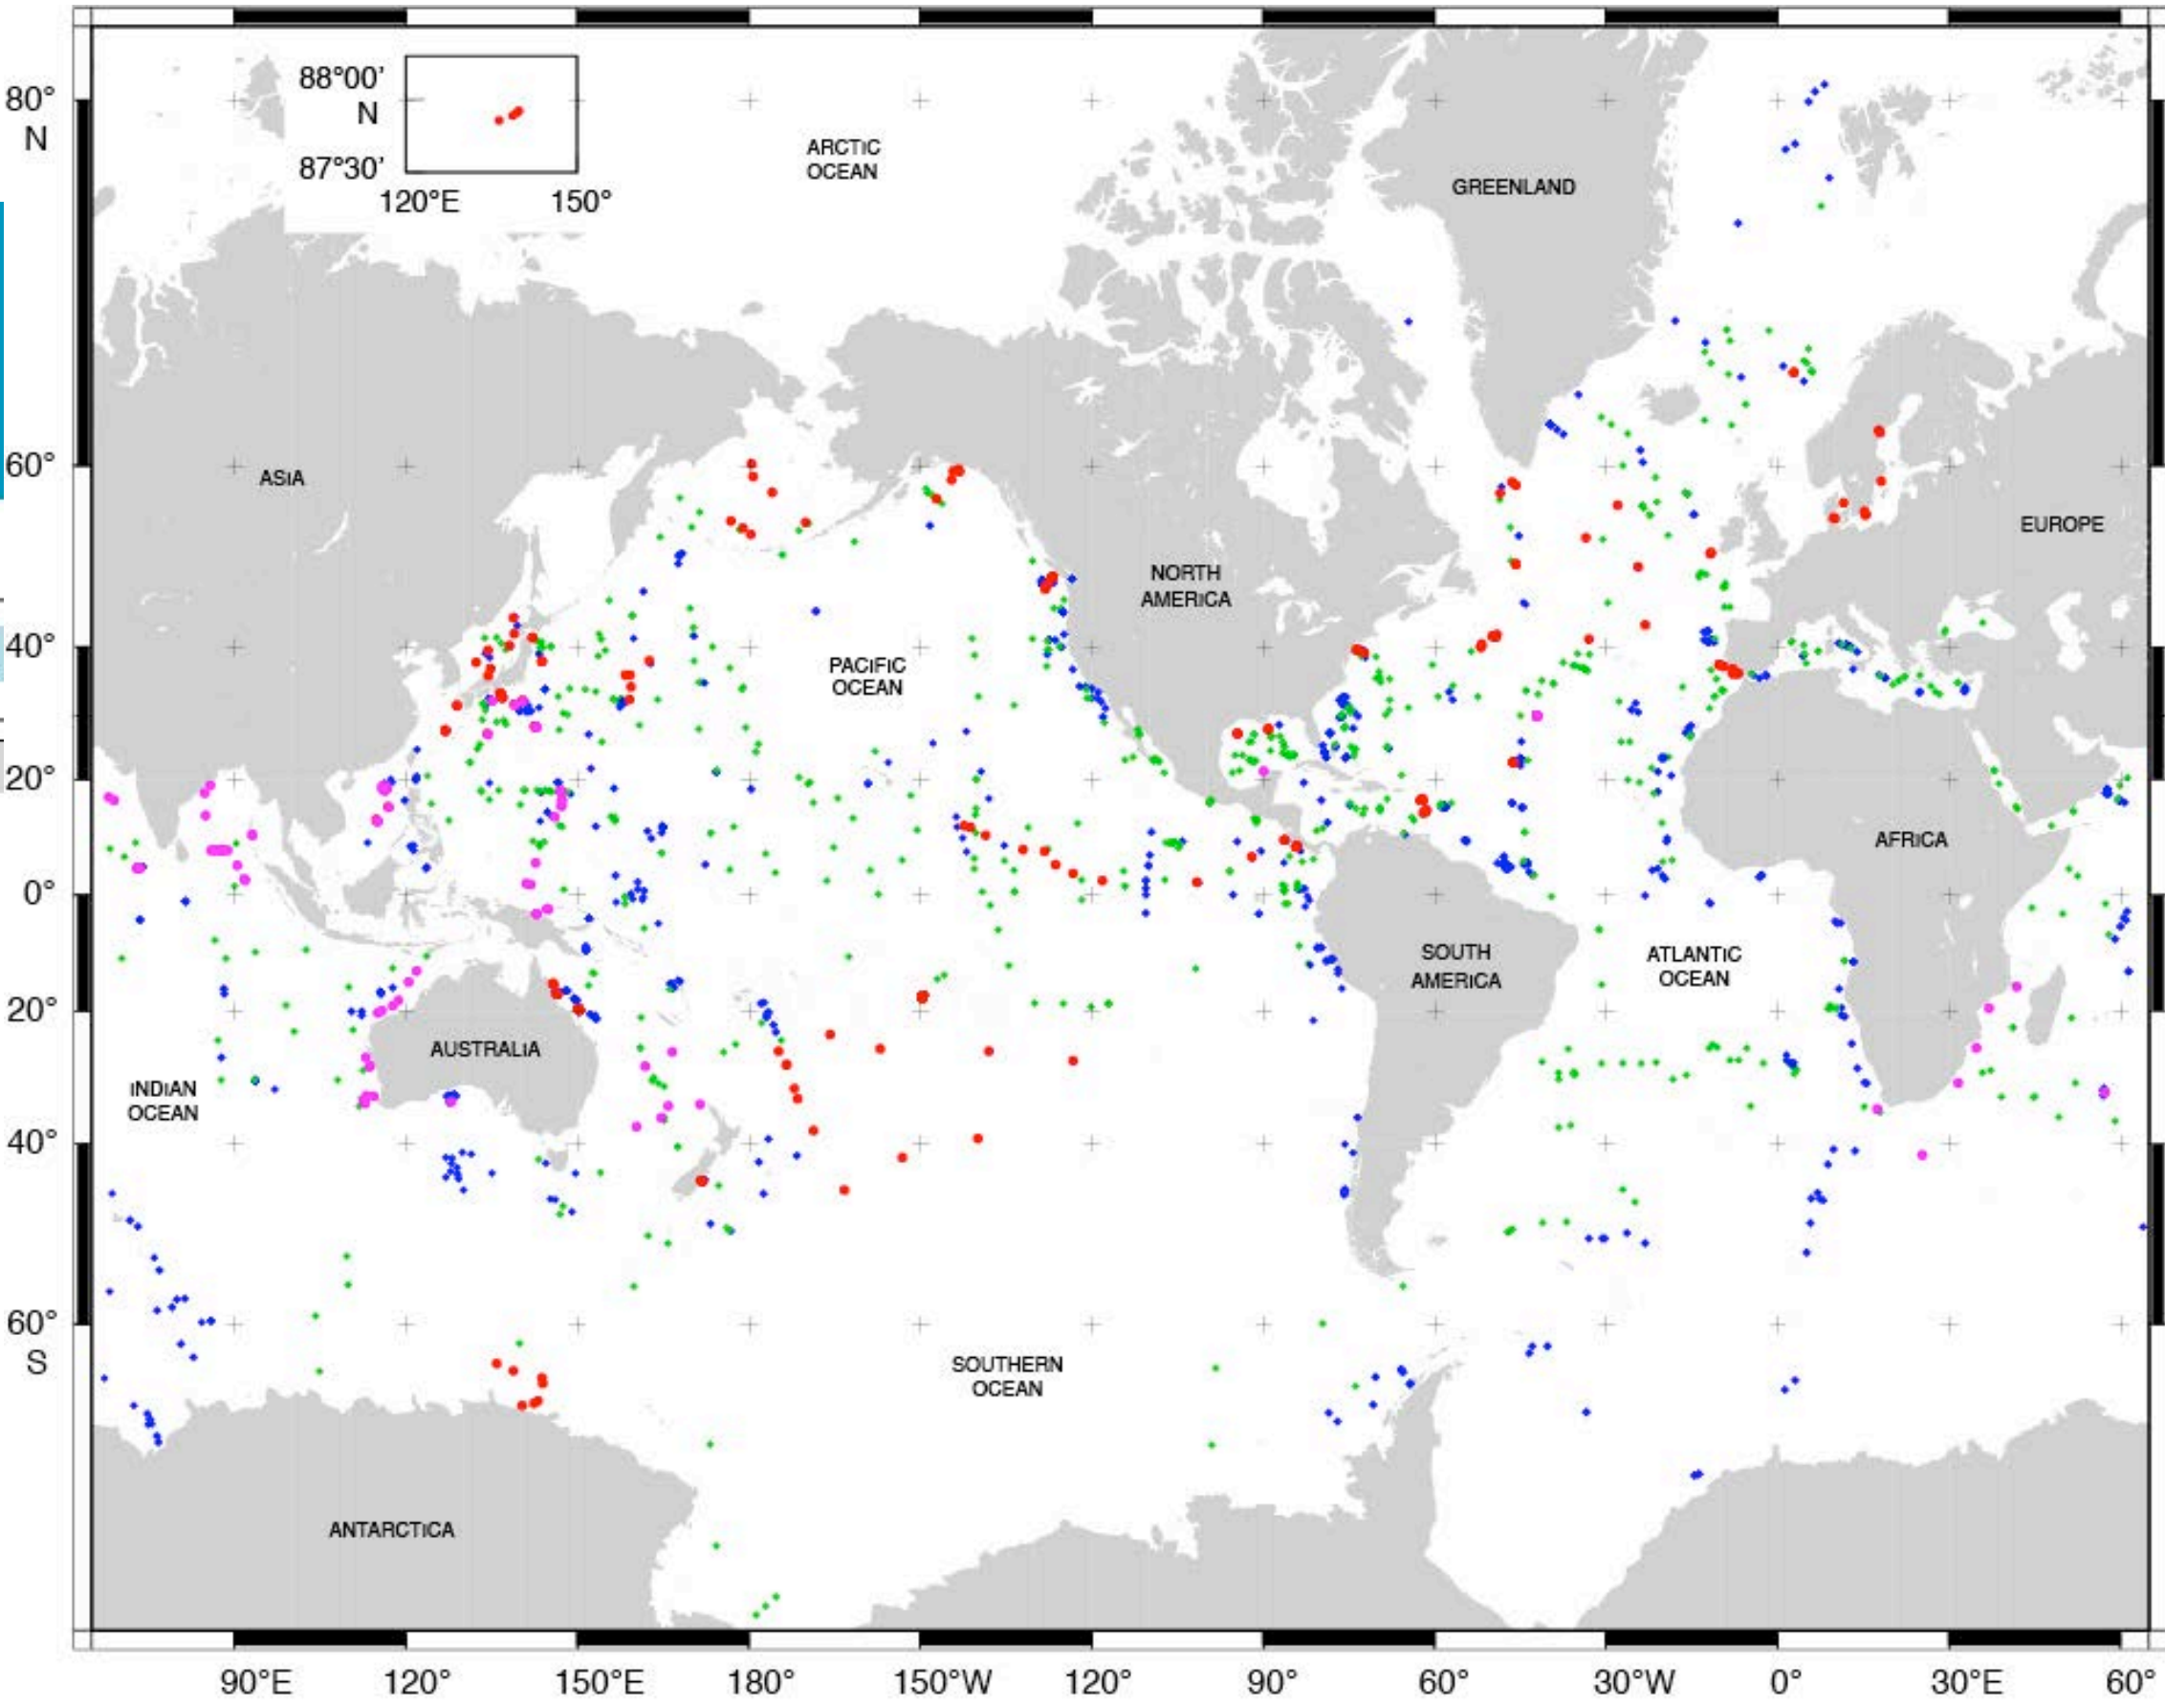 88°00'
N
87°30'
120°E 150°
80°
N
60°
40°
20°
0°
20°
40°
60°
S
ARCTIC
OCEAN
GREENLAND
ASIA
EUROPE
NORTH
AMERICA
PACIFIC
OCEAN
AFRICA
SOUTH
AMERICA
ATLANTIC
OCEAN
AUSTRALIA
INDIAN
OCEAN
SOUTHERN
OCEAN
ANTARCTICA
90°E 120° 150°E 180° 150°W 120° 90° 60° 30°W 0° 30°E 60°